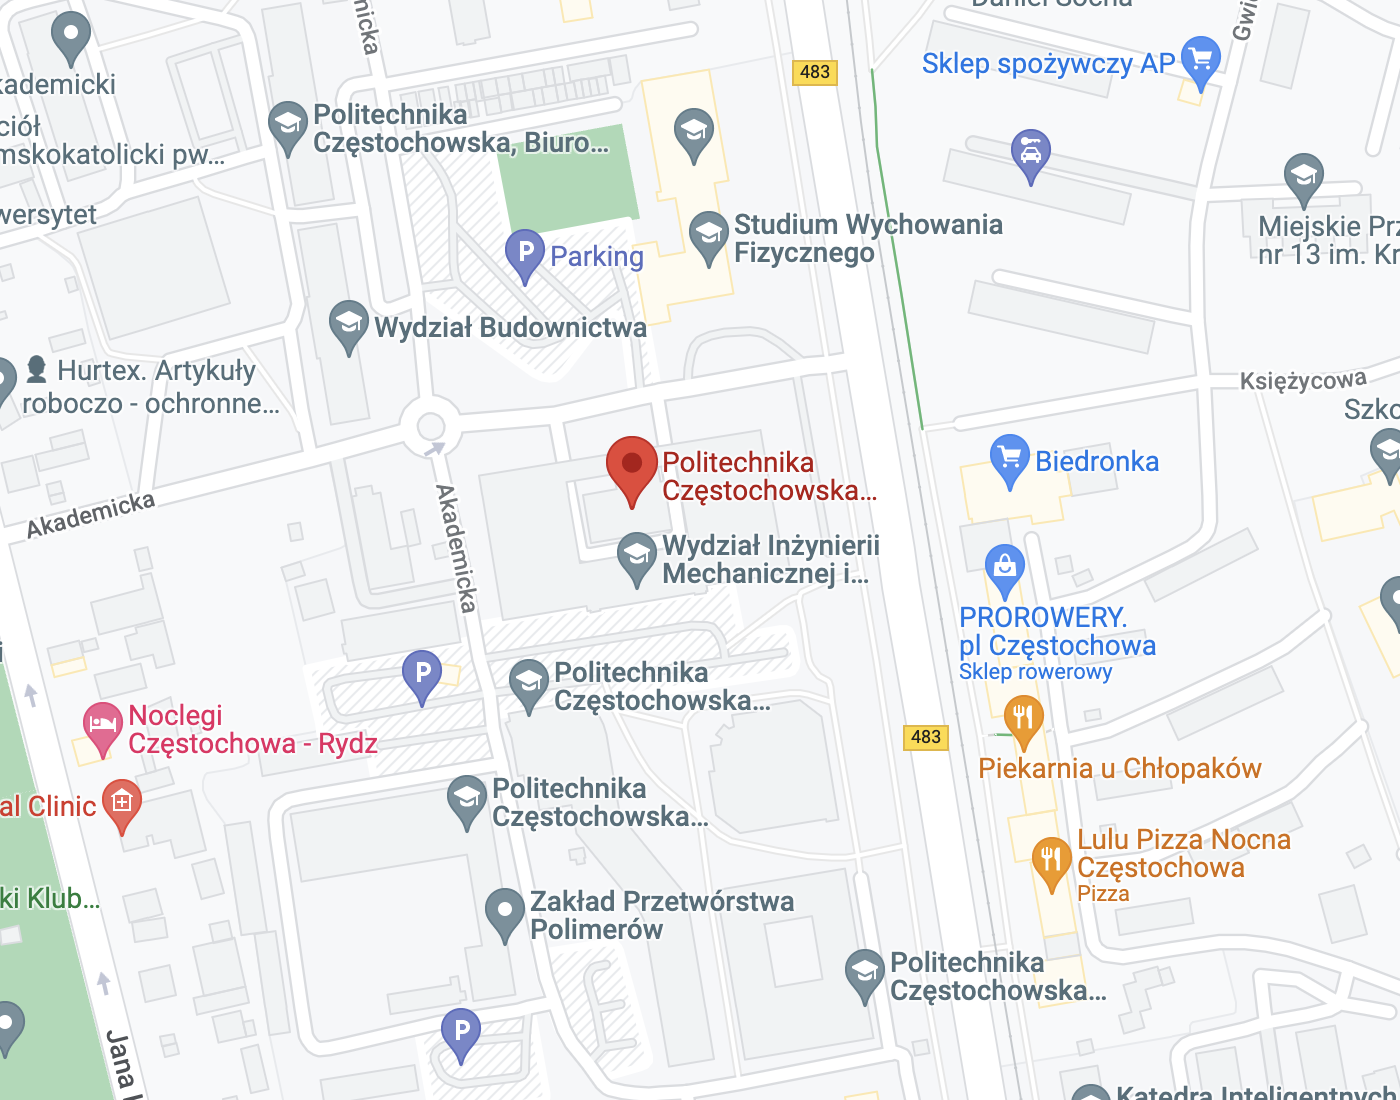 Daniel Socha
micka
483
Gwi
Sklep spożywczy AP
kademicki
Politechnika
Częstochowska, Biuro...
ciół
mskokatolicki pw...
wersytet
Studium Wychowania
Fizycznego
Miejskie Prz
nr 13 im. Kr
Parking
Wydział Budownictwa
Hurtex. Artykuły
roboczo - ochronne...
Księżycowa
Szko
Politechnika
Częstochowska...
Biedronka
Akademicka
Akademicka
Wydział Inżynierii
Mechanicznej i...
PROROWERY.
pl Częstochowa
Sklep rowerowy
i
Politechnika
Częstochowska...
Noclegi
Częstochowa - Rydz
483
Piekarnia u Chłopaków
al Clinic
Politechnika
Częstochowska...
Lulu Pizza Nocna
Częstochowa
Pizza
ki Klub...
Zakład Przetwórstwa
Polimerów
Politechnika
Częstochowska...
Jana
Katedra Inteligentnych